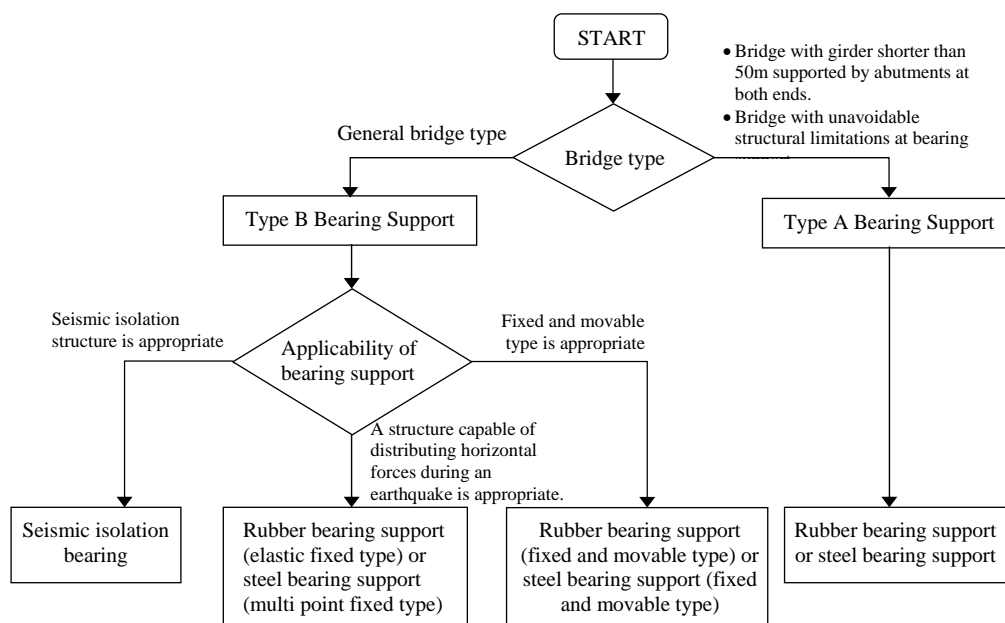 START
• Bridge with girder shorter than
50m supported by abutments at
both ends.
• Bridge with unavoidable
structural limitations at bearing
General bridge type
Bridge type
Type B Bearing Support
Type A Bearing Support
Seismic isolation
structure is appropriate
Applicability of
bearing support
Fixed and movable
type is appropriate
A structure capable of
distributing horizontal
forces during an
earthquake is appropriate.
Seismic isolation
bearing
Rubber bearing support
(elastic fixed type) or
steel bearing support
(multi point fixed type)
Rubber bearing support
(fixed and movable type) or
steel bearing support (fixed
and movable type)
Rubber bearing support
or steel bearing support